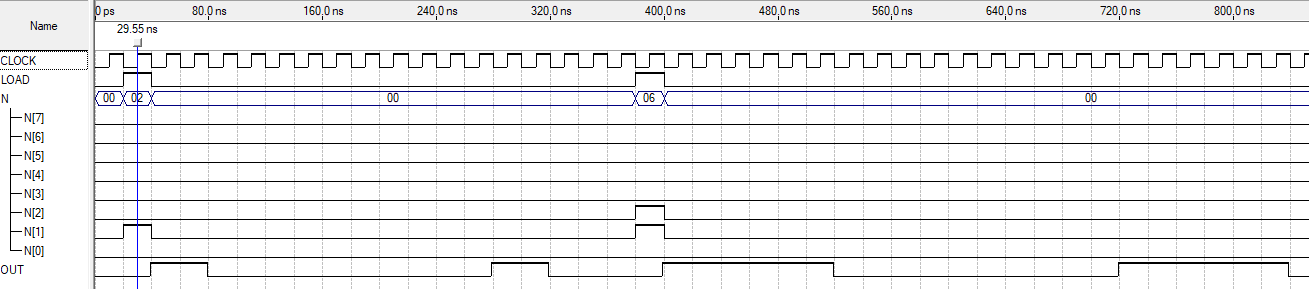 Name
0 ps 80.0 ns 160.0 ns 240.0 ns 320.0 ns 400.0 ns 480.0 ns 560.0 ns 640.0 ns 720.0 ns 800.0 ns
29.55 ns
CLOCK
LOAD
N 00 02 00 06 00
N[7]
N[6]
N[5]
N[4]
N[3]
N[2]
N[1]
N[0]
OUT